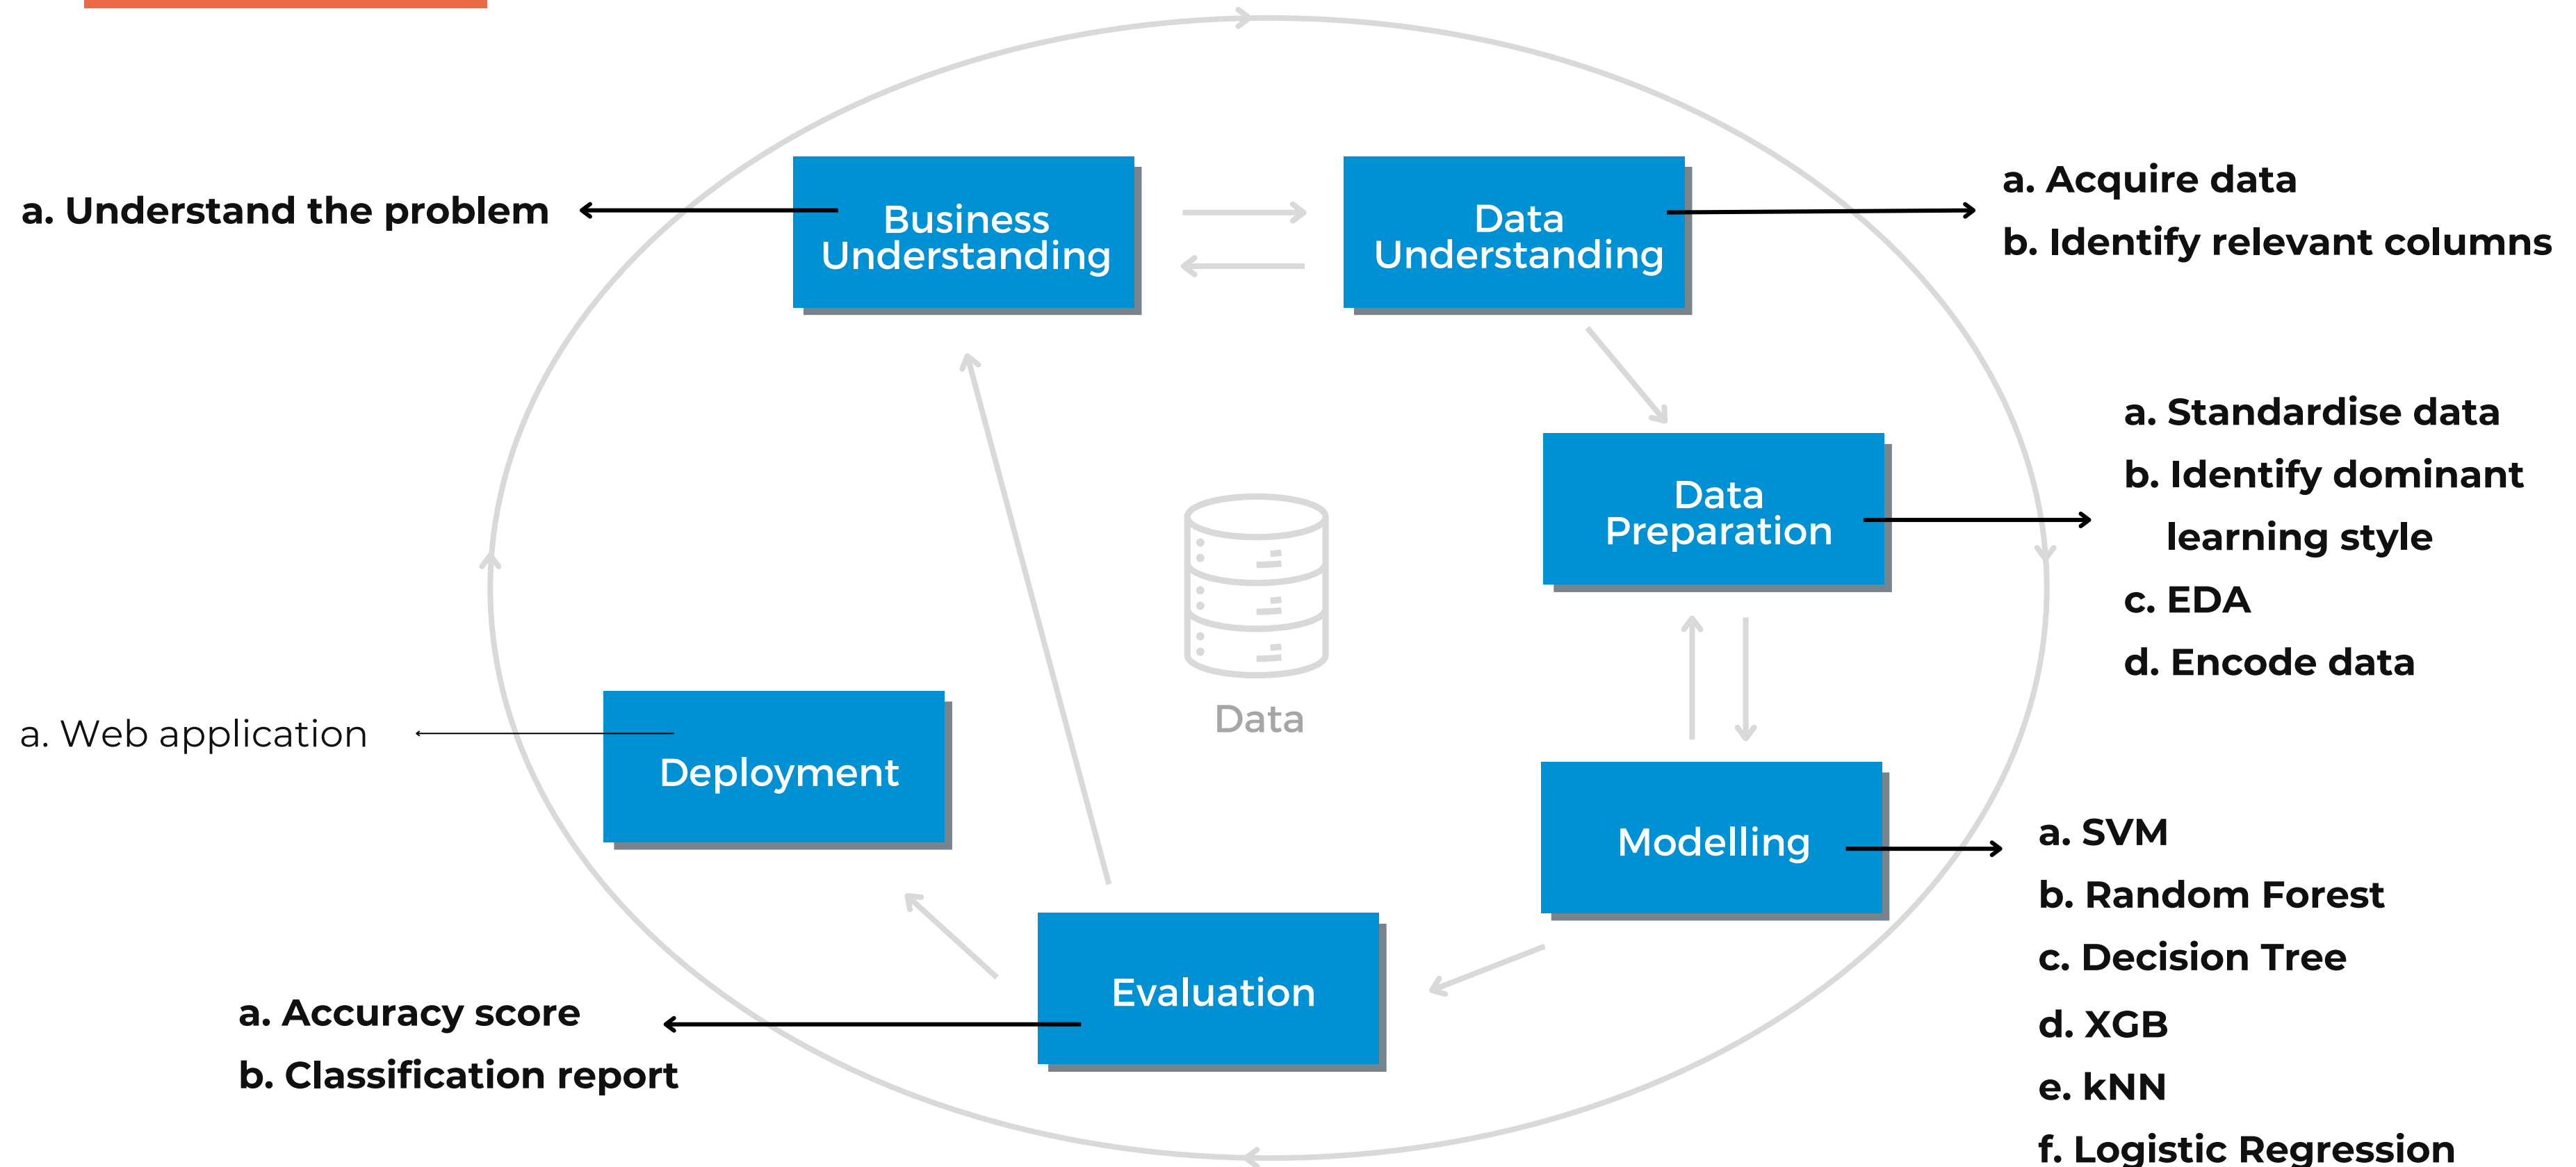 a. Understand the problem
Business
Understanding
Data
Understanding
a. Acquire data
b. Identify relevant columns
Data
Preparation
a. Standardise data
b. Identify dominant
learning style
c. EDA
d. Encode data
Data
a. Web application
Deployment
Modelling
a. SVM
b. Random Forest
c. Decision Tree
d. XGB
e. kNN
f. Logistic Regression
Evaluation
a. Accuracy score
b. Classification report